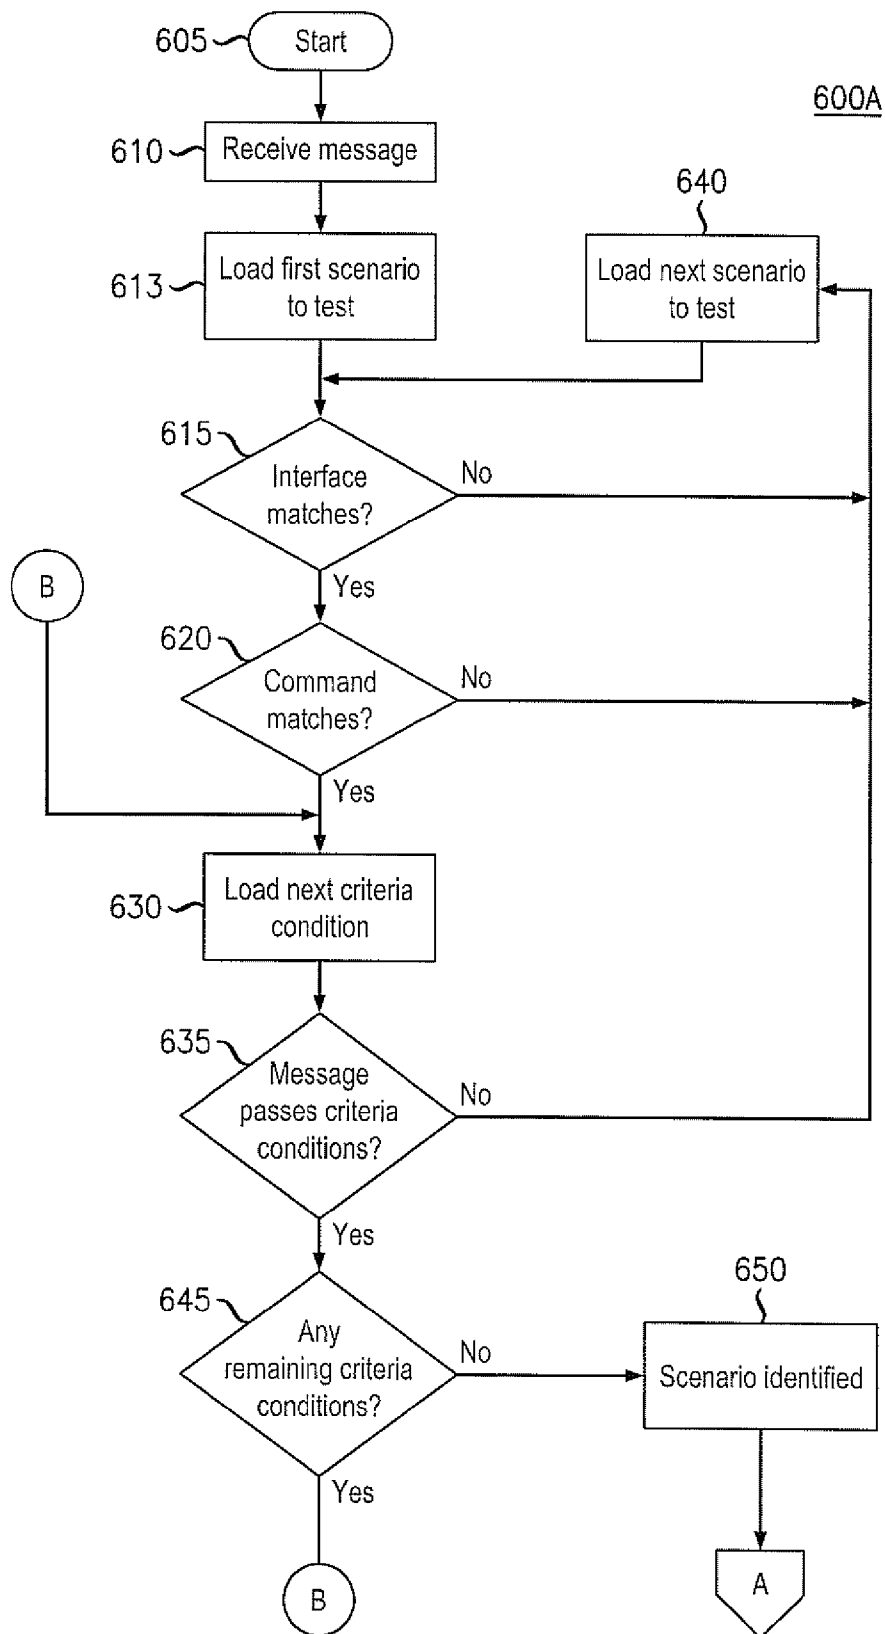 605
Start
600A
610
Receive message
640
613
Load first scenario
to test
Load next scenario
to test
615
Interface
matches?
No
Yes
B
620
Command
matches?
No
Yes
630
Load next criteria
condition
635
Message
passes criteria
conditions?
No
Yes
645
Any
remaining criteria
conditions?
No
650
Scenario identified
Yes
B
A